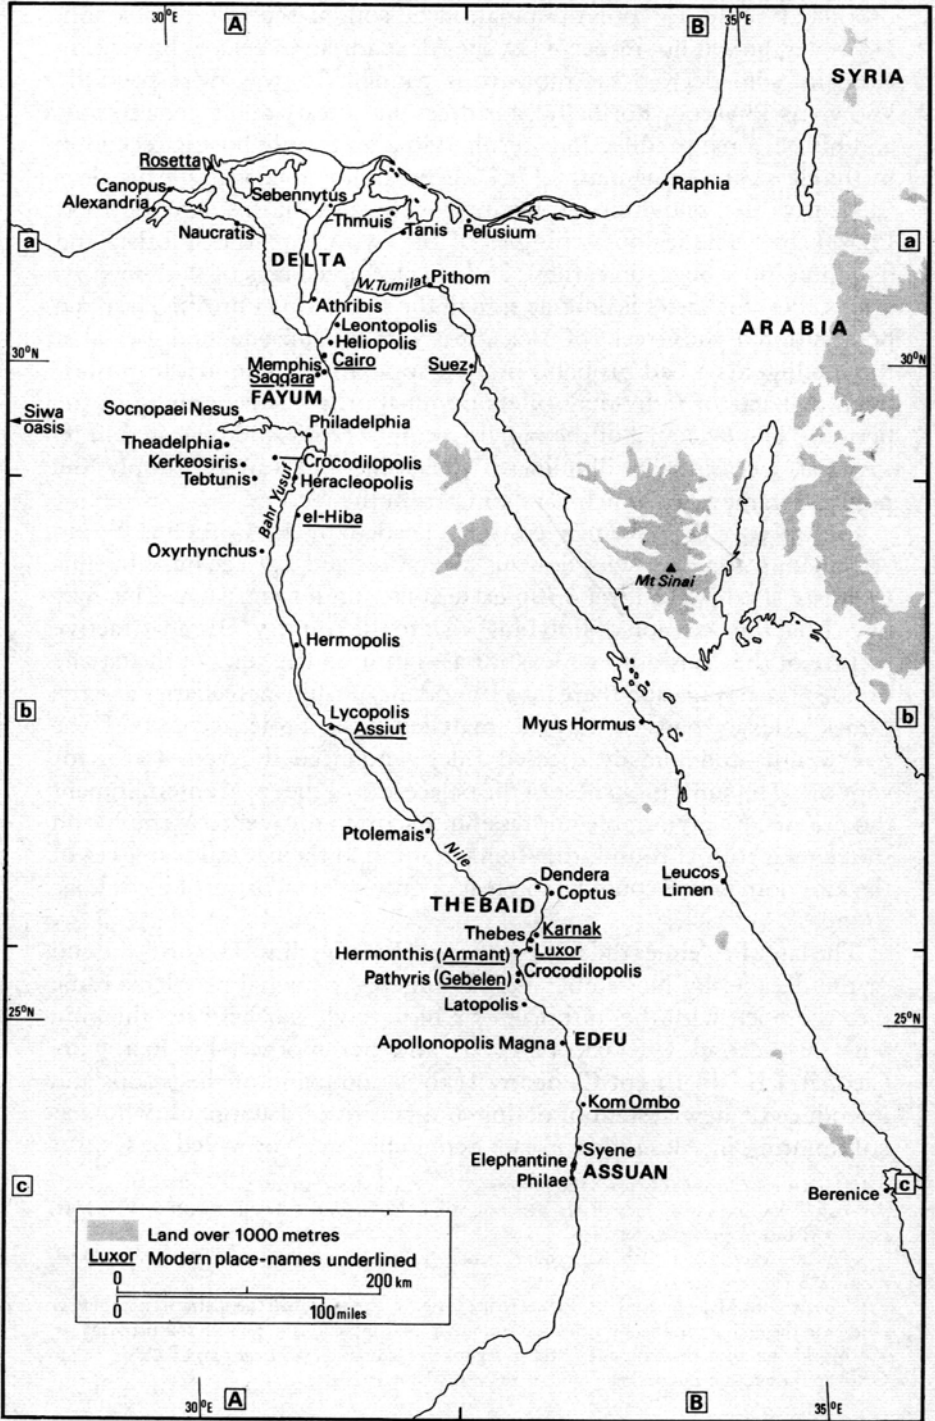 30°E
A
B
35°E
SYRIA
Rosetta
Canopus
Alexandria
Sebennytus
Raphia
Naucratis
Thmuis
Tanis
Pelusium
a
a
DELTA
W.Tumilat
Pithom
Athribis
ARABIA
Leontopolis
Heliopolis
30°N
Memphis
Cairo
Suez
30°N
Saqqara
FAYUM
Siwa
oasis
Socnopaei Nesus
Philadelphia
Theadelphia
Kerkeosiris
Crocodilopolis
Tebtunis
Heracleopolis
Bahr Yusuf
el-Hiba
Oxyrhynchus
Mt Sinai
Hermopolis
b
b
Lycopolis
Assiut
Myus Hormus
Ptolemais
Nile
Dendera
Coptus
Leucos
Limen
THEBAID
Thebes
Karnak
Luxor
Hermonthis (Armant)
Pathyris (Gebelen)
Crocodilopolis
Latopolis
25°N
25°N
Apollonopolis Magna
EDFU
Kom Ombo
Syene
Elephantine
ASSUAN
Philae
c
c
Berenice
Land over 1000 metres
Luxor Modern place-names underlined
0 200 km
0 100 miles
30°E
A
B
35°E